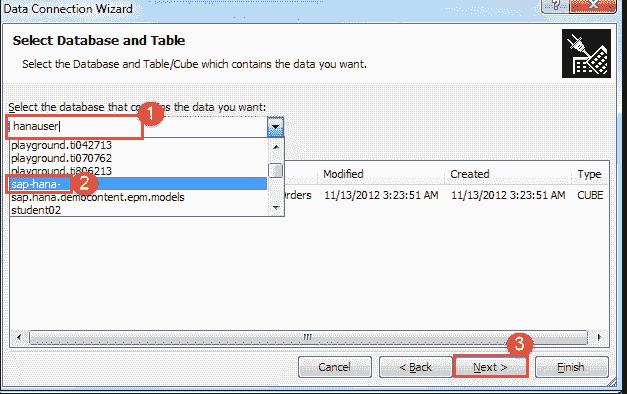 Data Connection Wizard
?
Select Database and Table
Select the Database and Table/Cube which contains the data you want.
Select the database that co ns the data you want:
1
hanauser
playground.ti042713
playground.ti070762
playground.ti806213
sap-hana-
2
sap.hana.democontent.epm.models
student02
Modified Created Type
Orders 11/13/2012 3:23:51 AM 11/13/2012 3:23:51 AM CUBE
3
Cancel < Back Next > Finish